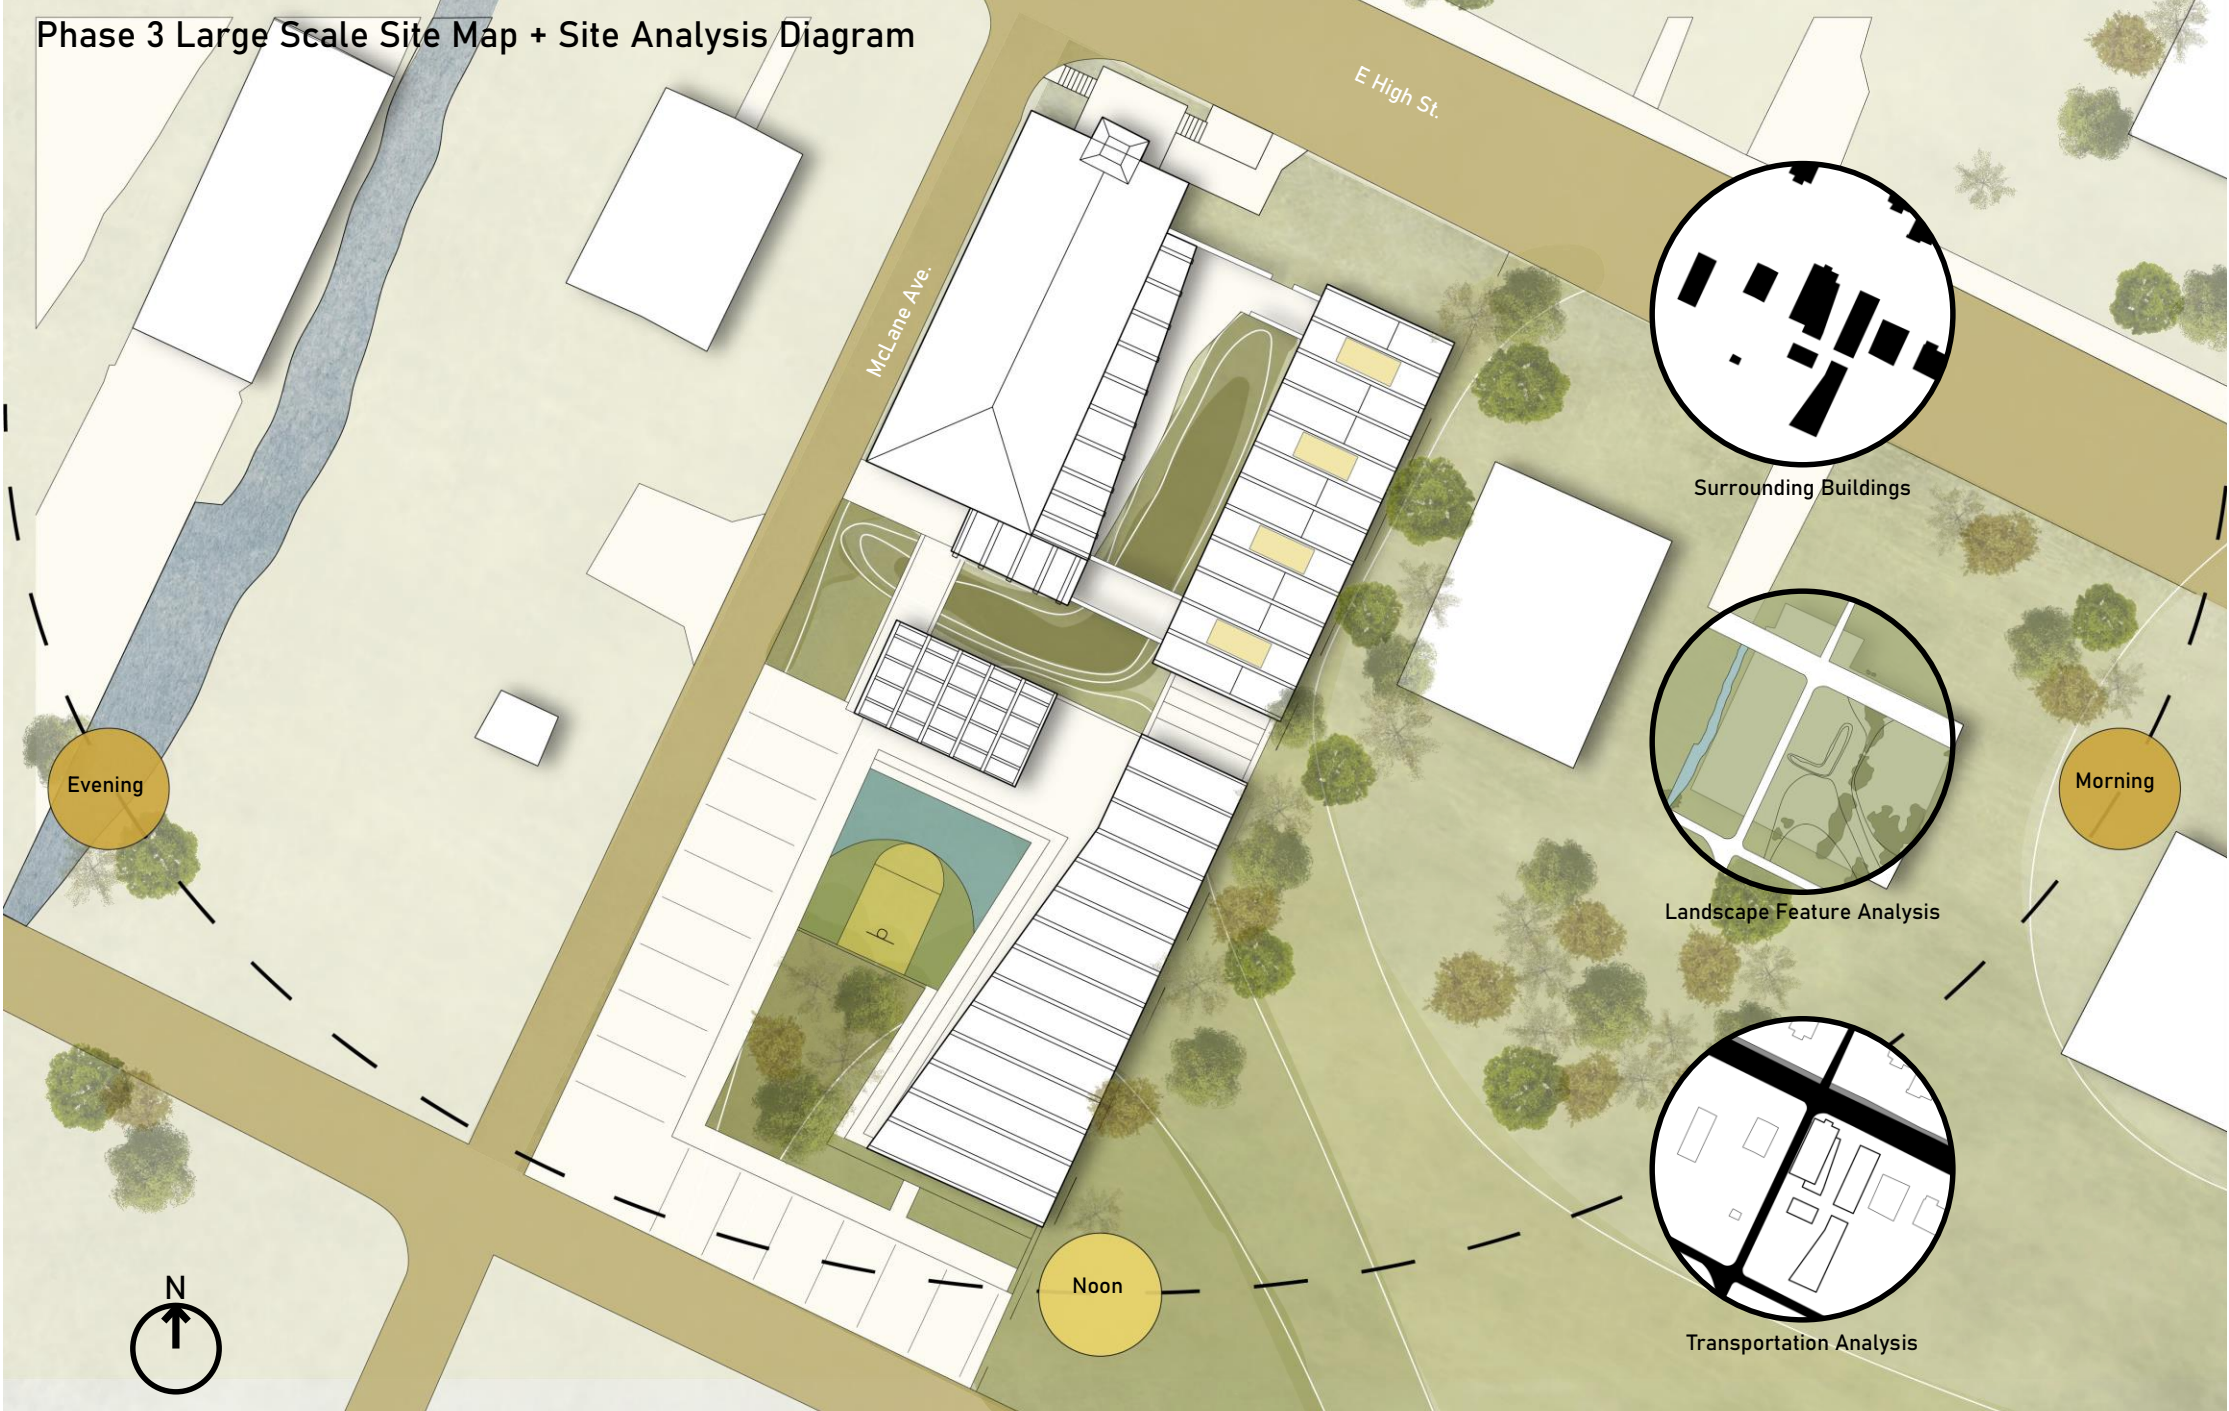 Phase 3 Large Scale Site Map + Site Analysis Diagram
E High St.
McLane Ave.
Surrounding Buildings
Evening
Morning
Landscape Feature Analysis
Noon
N
Transportation Analysis